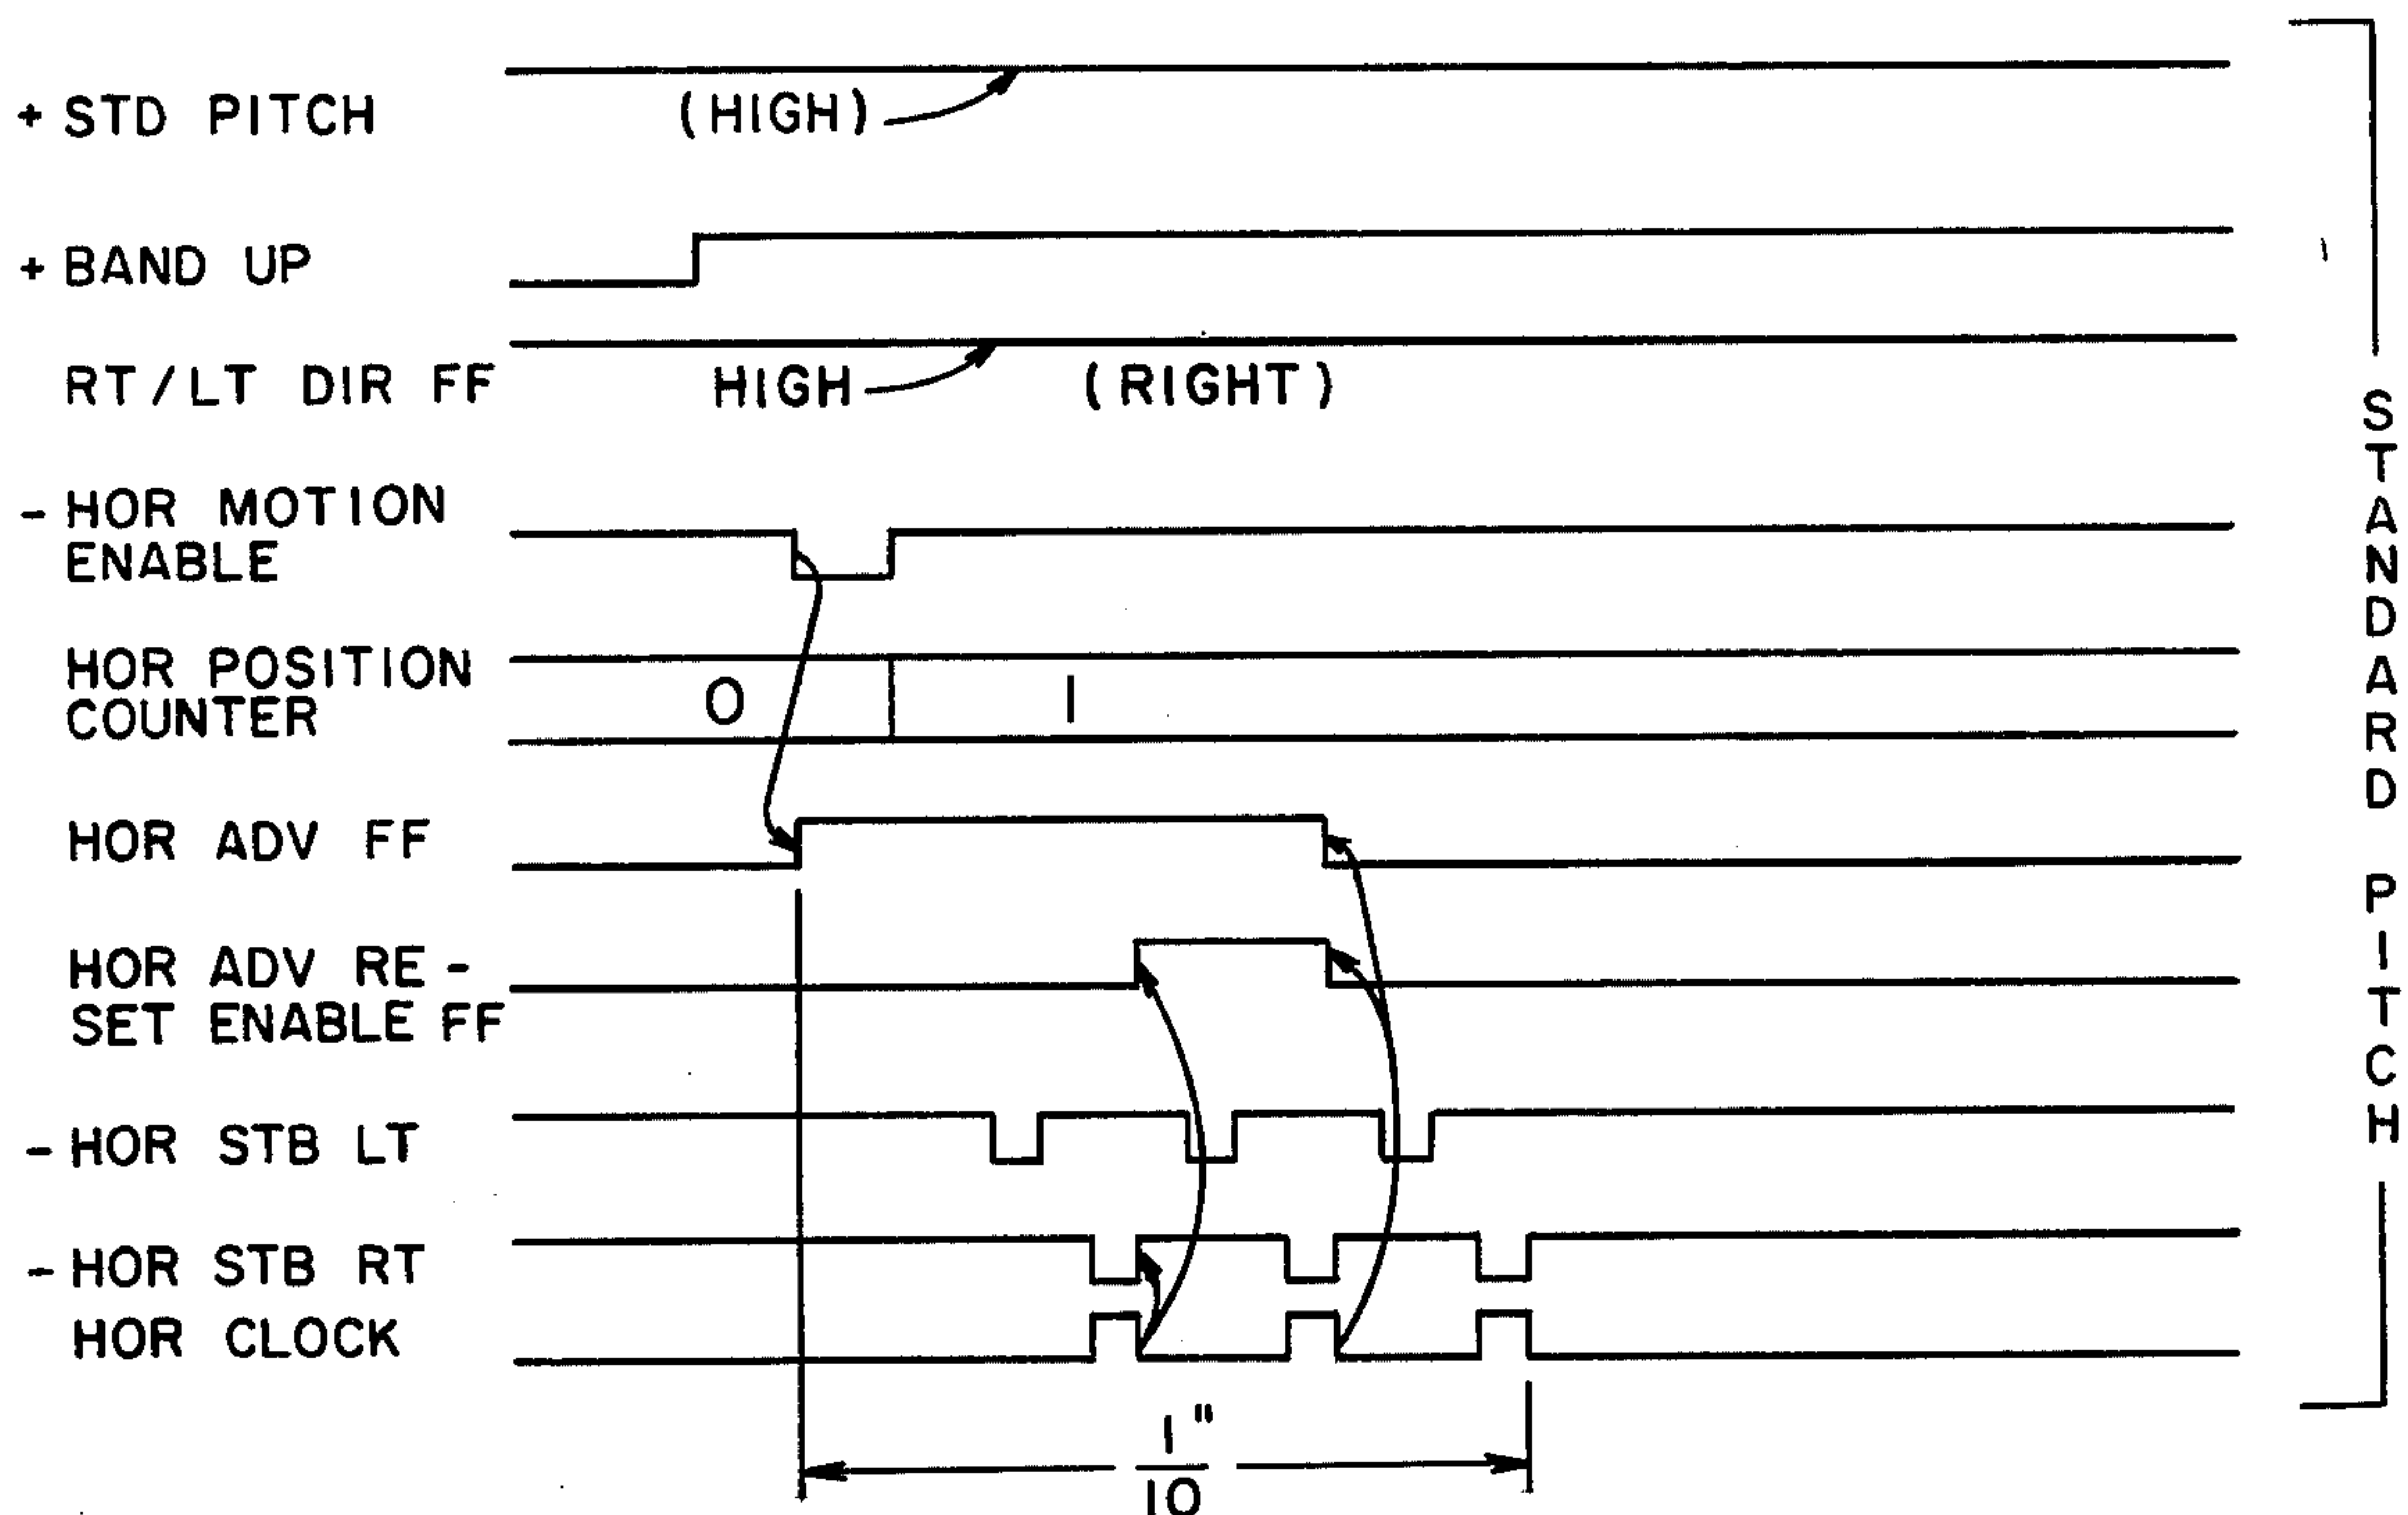 + STD PITCH (HIGH)
+ BAND UP
RT/LT DIR FF HIGH (RIGHT)
- HOR MOTION
ENABLE
HOR POSITION
COUNTER 0 1
HOR ADV FF
HOR ADV RE-
SET ENABLE FF
- HOR STB LT
- HOR STB RT
HOR CLOCK
1"
10
STANDARD PITCH